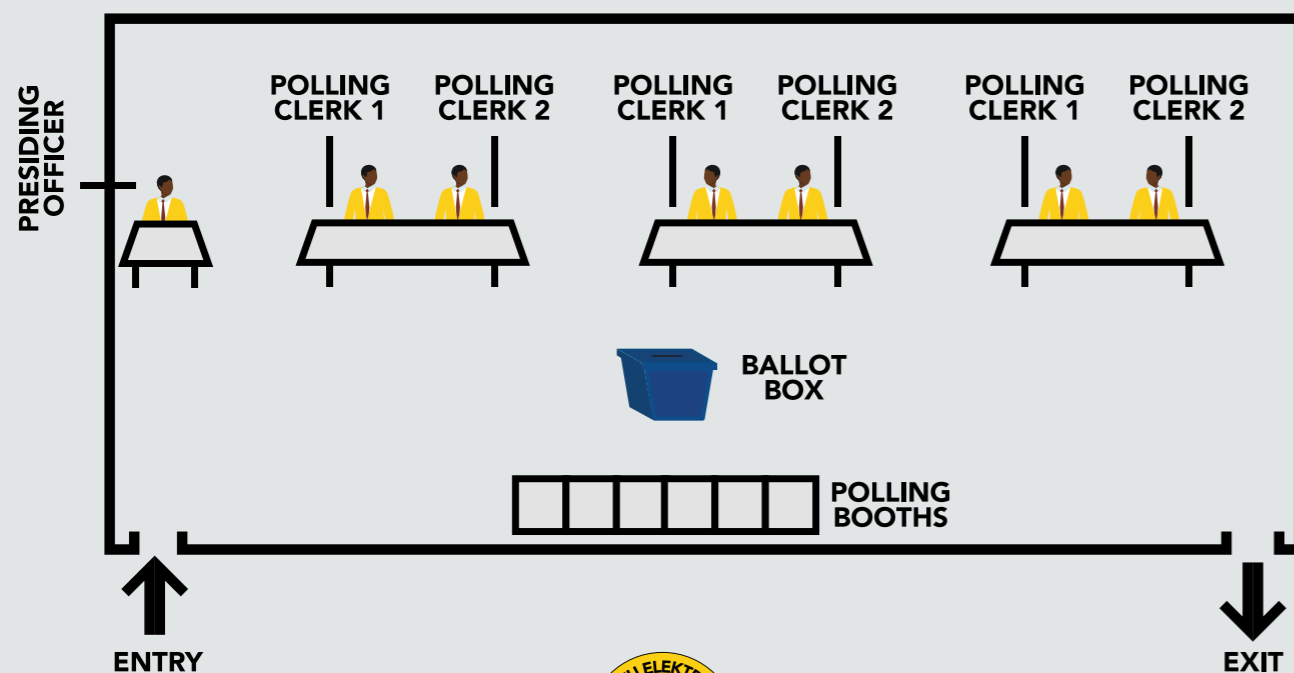 PRESIDING
OFFICER
POLLING
CLERK 1
POLLING
CLERK 2
POLLING
CLERK 1
POLLING
CLERK 2
POLLING
CLERK 1
POLLING
CLERK 2
BALLOT
BOX
POLLING
BOOTHS
ENTRY
EXIT